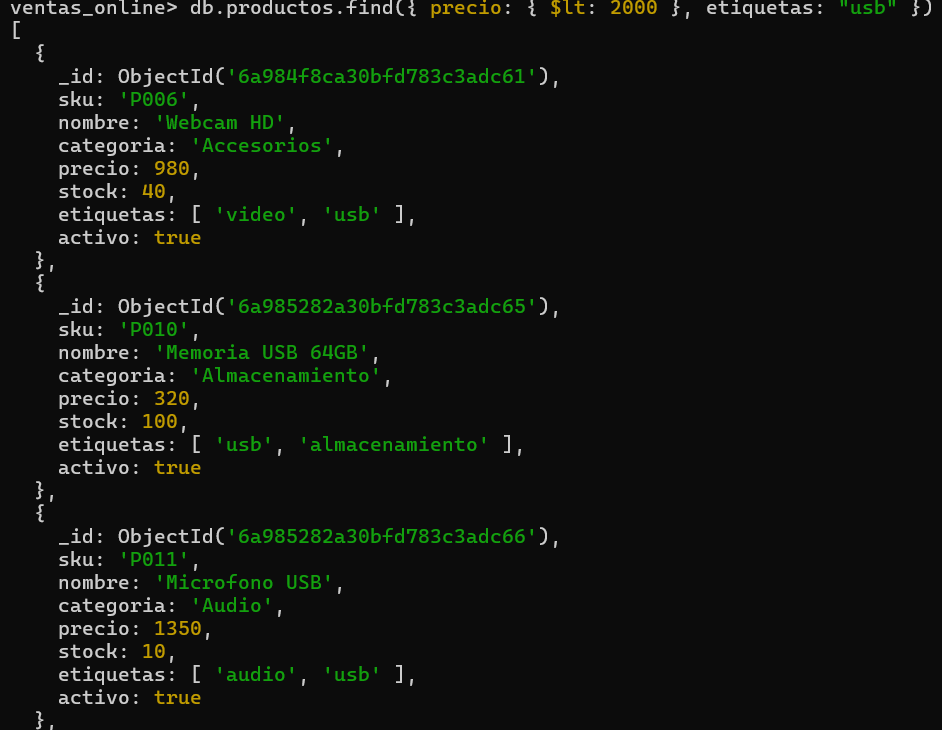 ventas_online> db.productos.find({ precio: { $lt: 2000 }, etiquetas: "usb" })
[
  {
    _id: ObjectId('6a984f8ca30bfd783c3adc61'),
    sku: 'P006',
    nombre: 'Webcam HD',
    categoria: 'Accesorios',
    precio: 980,
    stock: 40,
    etiquetas: [ 'video', 'usb' ],
    activo: true
  },
  {
    _id: ObjectId('6a985282a30bfd783c3adc65'),
    sku: 'P010',
    nombre: 'Memoria USB 64GB',
    categoria: 'Almacenamiento',
    precio: 320,
    stock: 100,
    etiquetas: [ 'usb', 'almacenamiento' ],
    activo: true
  },
  {
    _id: ObjectId('6a985282a30bfd783c3adc66'),
    sku: 'P011',
    nombre: 'Microfono USB',
    categoria: 'Audio',
    precio: 1350,
    stock: 10,
    etiquetas: [ 'audio', 'usb' ],
    activo: true
  },